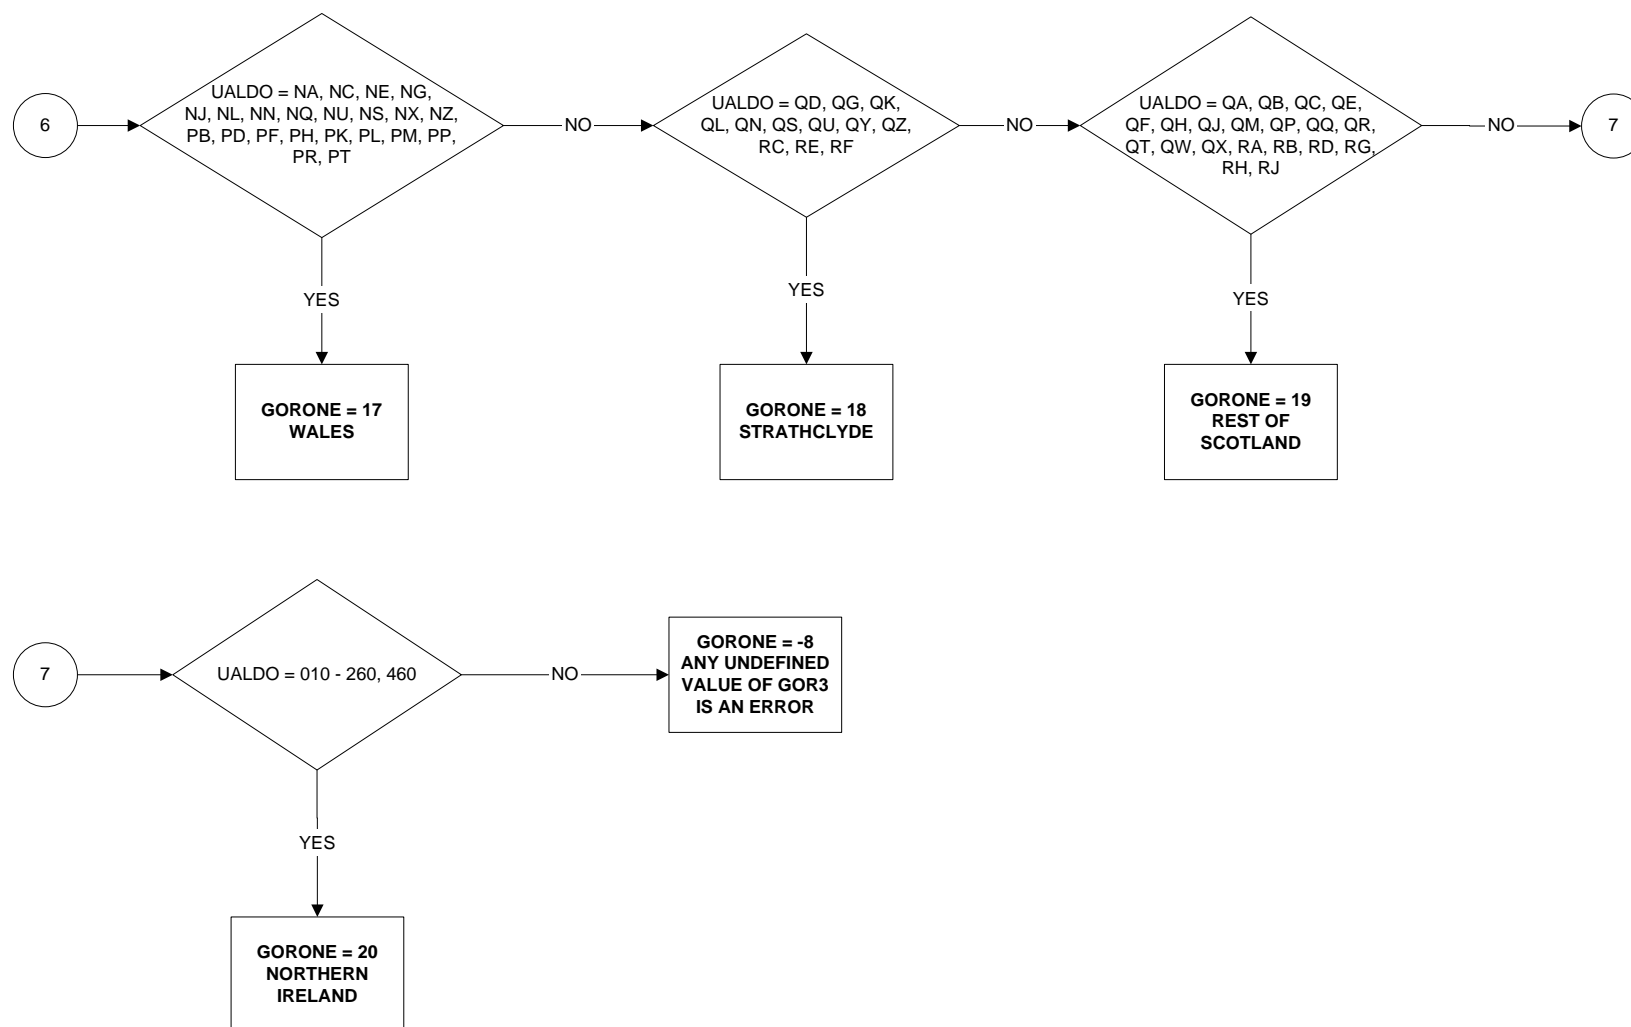 6
UALDO = NA, NC, NE, NG,
NJ, NL, NN, NQ, NU, NS, NX, NZ,
PB, PD, PF, PH, PK, PL, PM, PP,
PR, PT
NO
UALDO = QD, QG, QK,
QL, QN, QS, QU, QY, QZ,
RC, RE, RF
NO
UALDO = QA, QB, QC, QE,
QF, QH, QJ, QM, QP, QQ, QR,
QT, QW, QX, RA, RB, RD, RG,
RH, RJ
NO
7
YES
YES
YES
GORONE = 17
WALES
GORONE = 18
STRATHCLYDE
GORONE = 19
REST OF
SCOTLAND
7
UALDO = 010 - 260, 460
NO
GORONE = -8
ANY UNDEFINED
VALUE OF GOR3
IS AN ERROR
YES
GORONE = 20
NORTHERN
IRELAND